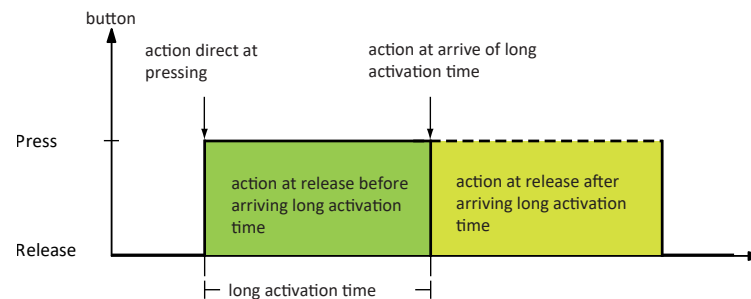 button
action direct at
pressing
action at arrive of long
activation time
Press
action at release before
arriving long activation
time
action at release after
arriving long activation
time
Release
long activation time